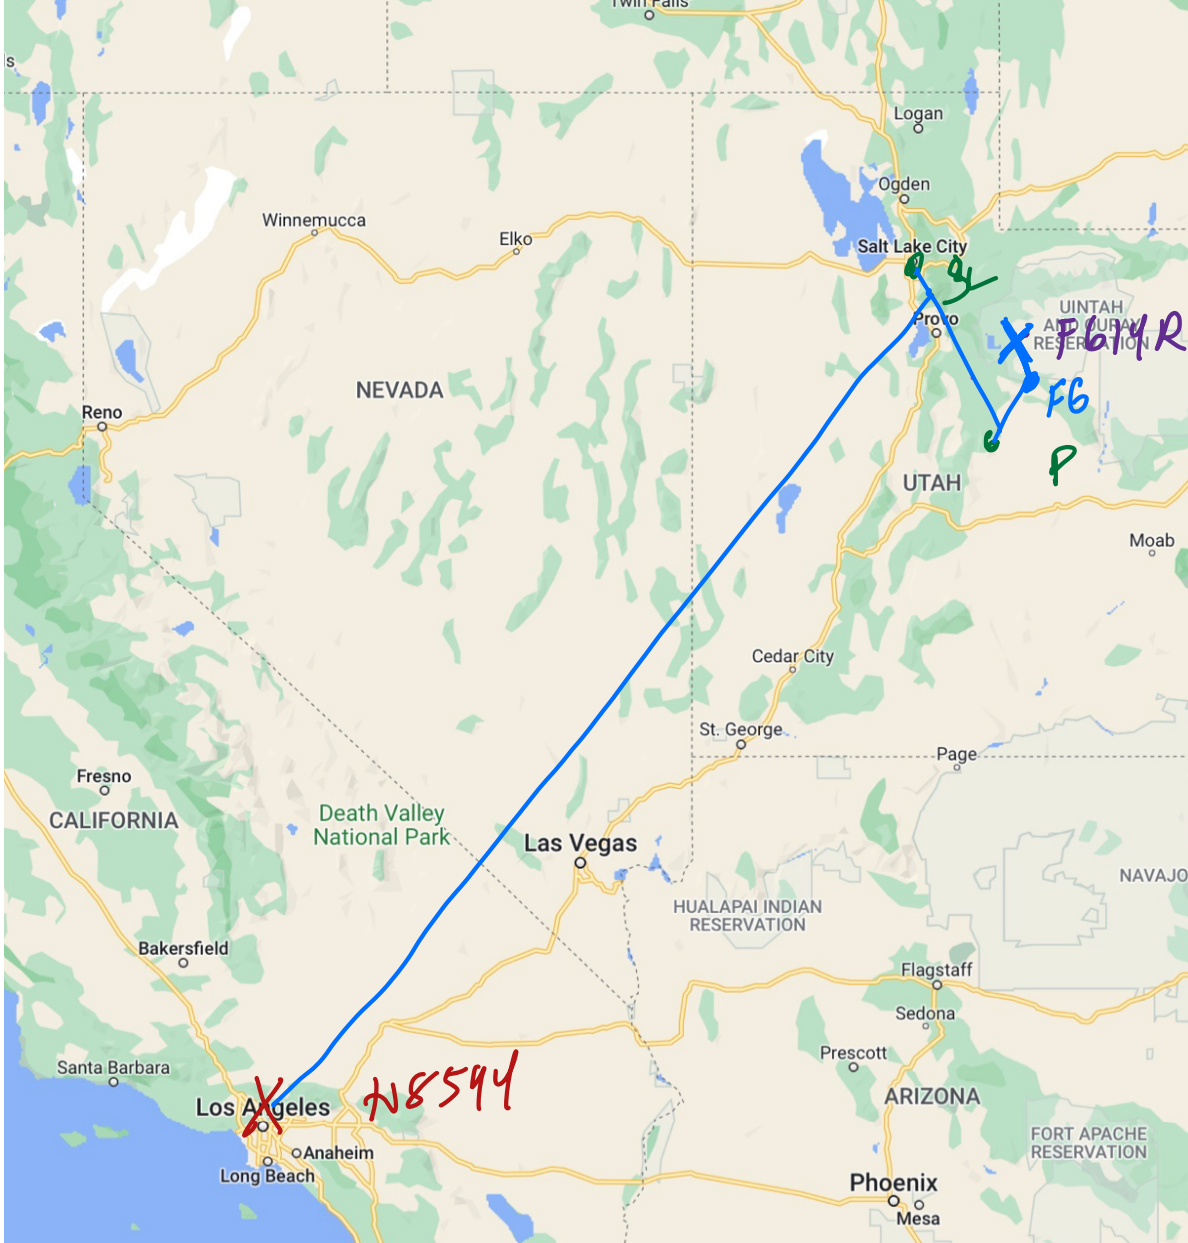 Twin Falls
s
Logan
Ogden
Winnemucca
Elko
Salt Lake City
UINTAH
AND OURAY
RESERVATION
Provo
F614R
NEVADA
F6
Reno
P
UTAH
Moab
Cedar City
St. George
Page
Fresno
CALIFORNIA
Death Valley
National Park
Las Vegas
NAVAJO
HUALAPAI INDIAN
RESERVATION
Bakersfield
Flagstaff
Sedona
Prescott
Santa Barbara
X
Los Angeles
N8594
ARIZONA
Anaheim
FORT APACHE
RESERVATION
Long Beach
Phoenix
Mesa